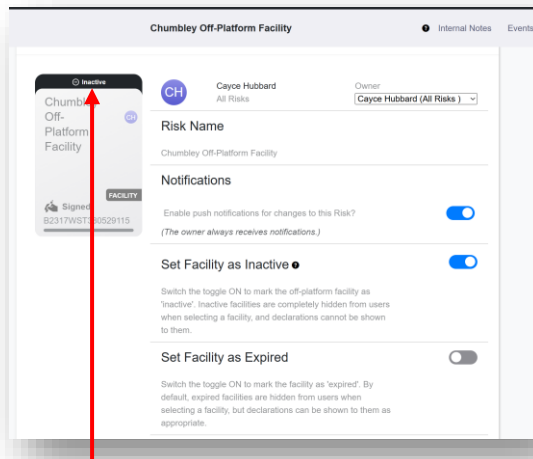 Chumbley Off-Platform Facility
Internal Notes
Events
Inactive
Off-
Platform
Facility
CH
FACILITY
Signed
CH
Cayce Hubbard
All Risks
Owner
Cayce Hubbard (All Risks )
Risk Name
Chumbley Off-Platform Facility
Notifications
Enable push notifications for changes to this Risk?
(The owner always receives notifications.)
Set Facility as Inactive
Switch the toggle ON to mark the off-platform facility as
'inactive'. Inactive facilities are completely hidden from users
when selecting a facility, and declarations cannot be shown
to them.
Set Facility as Expired
Switch the toggle ON to mark the facility as 'expired'. By
default, expired facilities are hidden from users when
selecting a facility, but declarations can be shown to them as
appropriate.